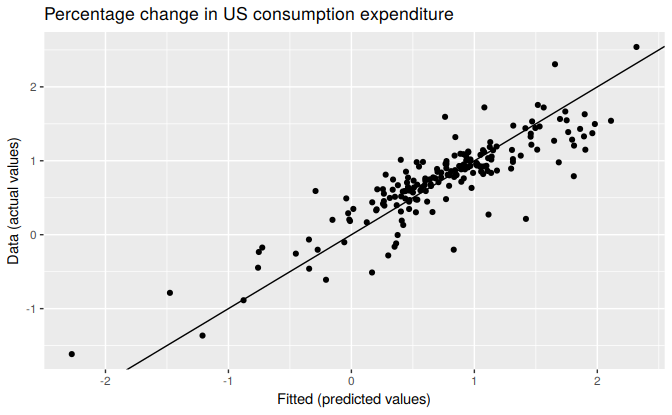 Percentage change in US consumption expenditure
Data (actual values)
2
1
0
-1
-2 -1 0 1 2
Fitted (predicted values)